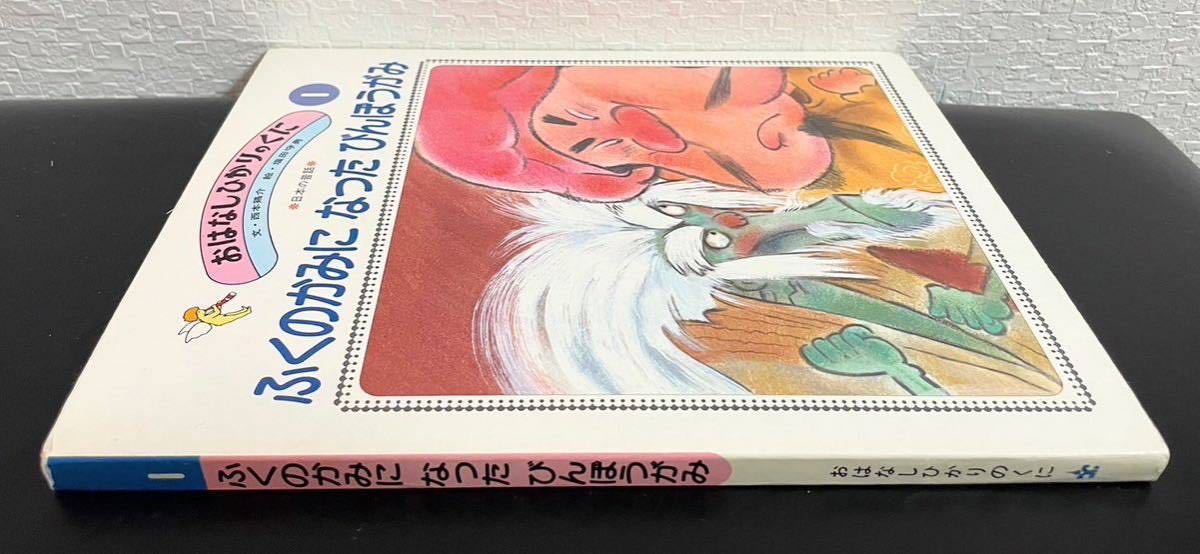 おはなしひかりのくに
1
文・西本鶏介 絵・塚田守男
✽日本の昔話✽
ふくのかみに なった びんぼうがみ
1 ふくのかみに なった びんぼうがみ おはなしひかりのくに